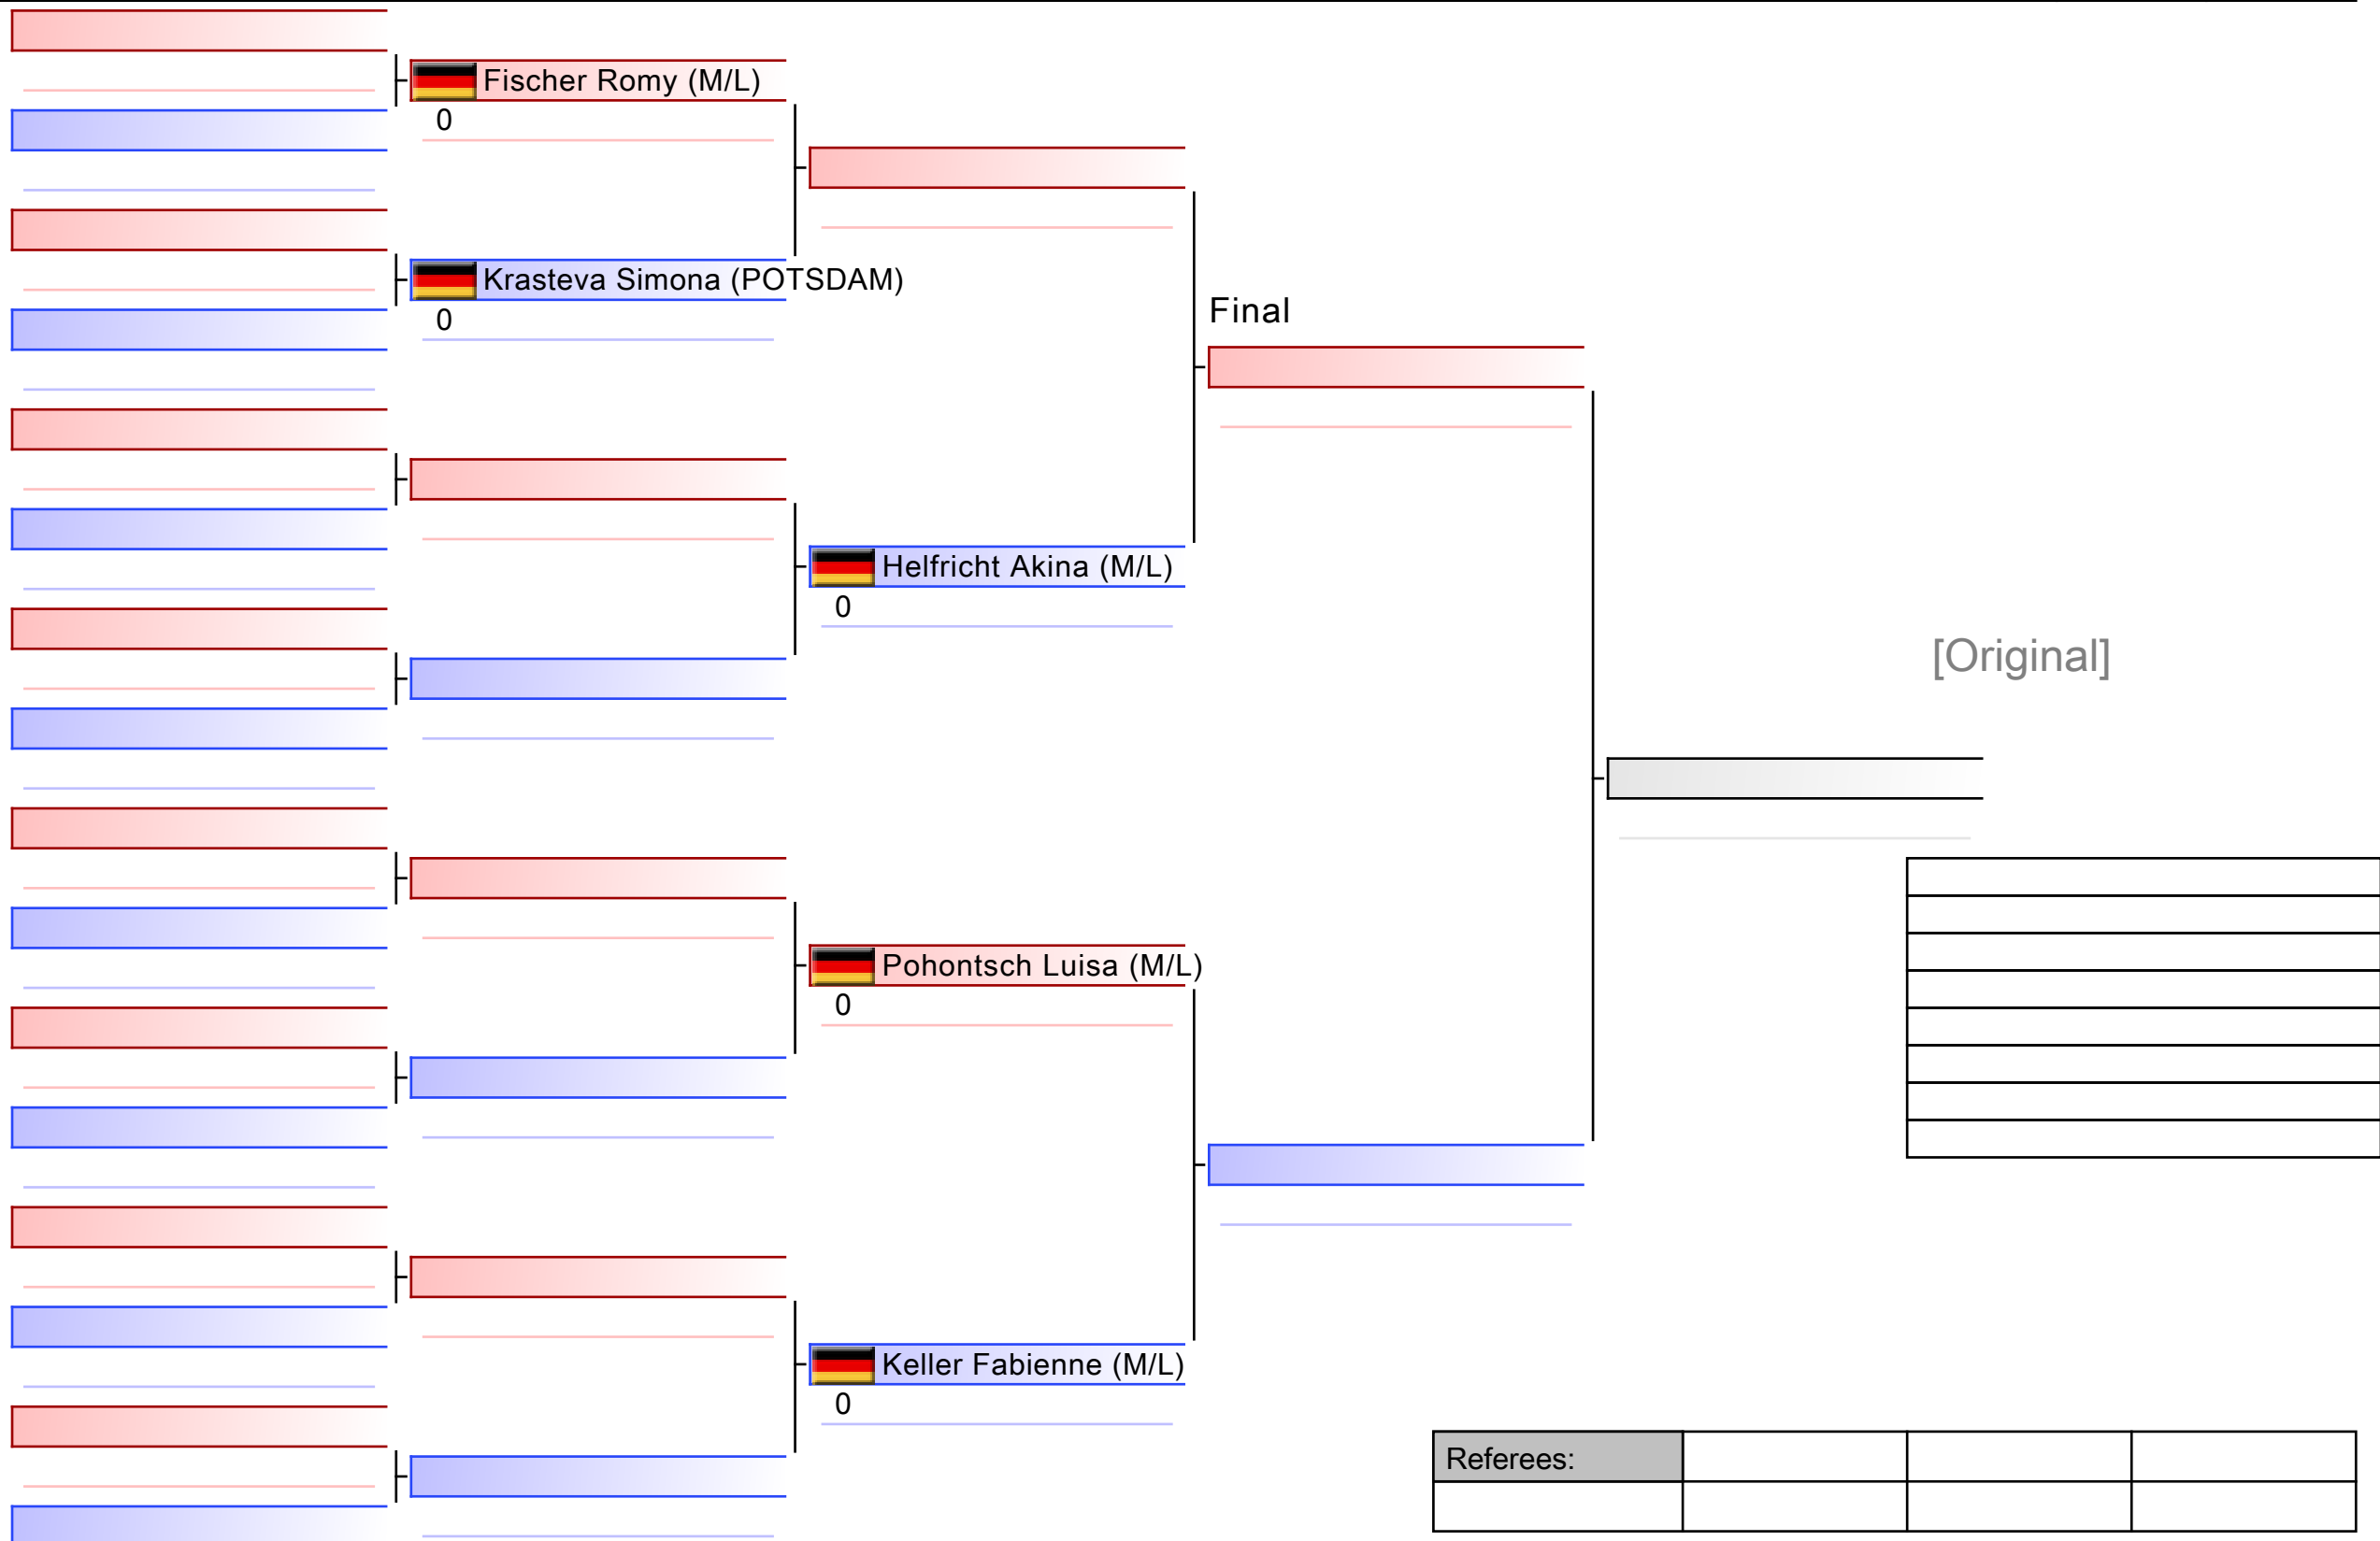 Fischer Romy (M/L)
0
Krasteva Simona (POTSDAM)
0
Final
Helfricht Akina (M/L)
0
[Original]
Pohontsch Luisa (M/L)
0
Keller Fabienne (M/L)
0
Referees: